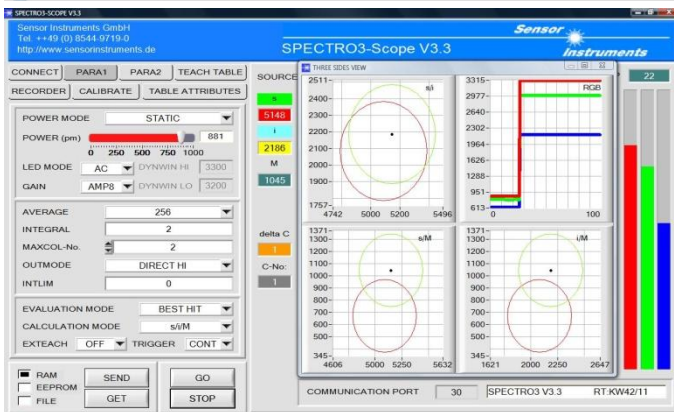 SPECTRO3-SCOPE V3.3
Sensor Instruments GmbH
Tel. ++49 (0) 8544-9719-0
http://www.sensorinstruments.de
SPECTRO3-Scope V3.3
Sensor
Instruments
CONNECT PARA1 PARA2 TEACH TABLE
RECORDER CALIBRATE TABLE ATTRIBUTES
POWER MODE STATIC
POWER (pm) 881
0 250 500 750 1000
LED MODE AC DYNWIN HI 3300
GAIN AMP8 DYNWIN LO 3200
AVERAGE 256
INTEGRAL 2
MAXCOL-No. 2
OUTMODE DIRECT HI
INTLIM 0
EVALUATION MODE BEST HIT
CALCULATION MODE s/i/M
EXTEACH OFF TRIGGER CONT
RAM
EEPROM
FILE
SEND GO
GET STOP
SOURCE
s
5148
i
2186
M
1045
delta C
1
C-No:
1
THREE SIDES VIEW
22
s/i
2511
2400
2300
2200
2100
2000
1900
1757
4742 5000 5200 5496
RGB
3315
2977
2640
2302
1964
1626
1288
951
613
0 100
s/M
1371
1300
1200
1100
1000
900
800
700
600
500
345
4606 5000 5250 5632
i/M
1371
1300
1200
1100
1000
900
800
700
600
500
345
1621 2000 2250 2647
COMMUNICATION PORT 30 SPECTRO3 V3.3 RT:KW42/11